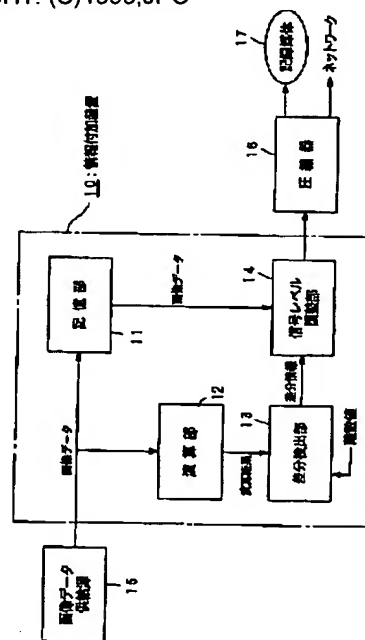 10:情報付加装置
画像データ
供給源
15
画像データ
記憶部
11
画像データ
演算部
12
演算結果
差分検出部
13
差分情報
信号レベル
調整部
14
圧縮器
16
記録媒体
17
ネットワーク